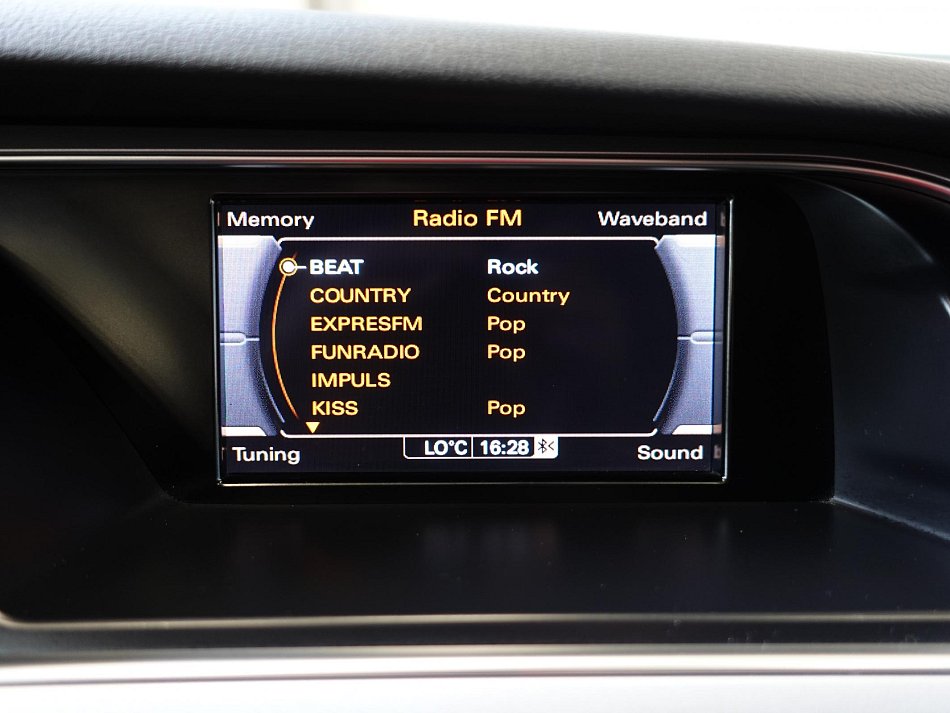 Memory Radio FM Waveband
BEAT Rock
COUNTRY Country
EXPRESFM Pop
FUNRADIO Pop
IMPULS
KISS Pop
Tuning LO°C 16:28 Sound